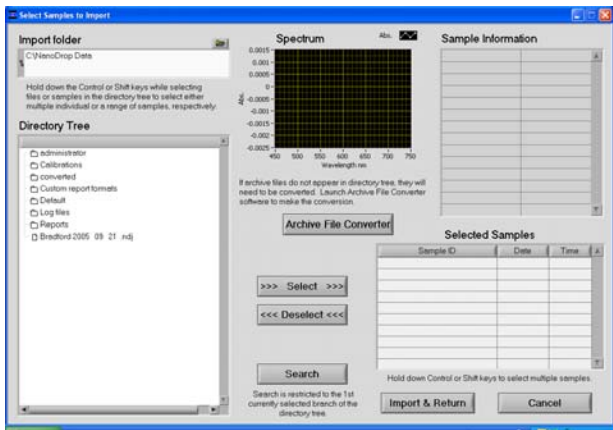 Select Samples to Import
Import folder
C:\NanoDrop Data
Hold down the Control or Shift keys while selecting
files or samples in the directory tree to select either
multiple individual or a range of samples, respectively.
Directory Tree
administrator
Calibrations
converted
Custom report formats
Default
Log files
Reports
Bradford 2005 09 21 .ndj
Spectrum
Abs.
0.0015
0.001
0.0005
0
-0.0005
-0.001
-0.0015
-0.002
-0.0025
Abs.
450 500 550 600 650 700 750
Wavelength nm
If archive files do not appear in directory tree, they will
need to be converted. Launch Archive File Converter
software to make the conversion.
Archive File Converter
>>> Select >>>
<<< Deselect <<<
Search
Search is restricted to the 1st
currently selected branch of the
directory tree.
Sample Information
Selected Samples
Sample ID Date Time
Hold down Control or Shift keys to select multiple samples.
Import & Return Cancel